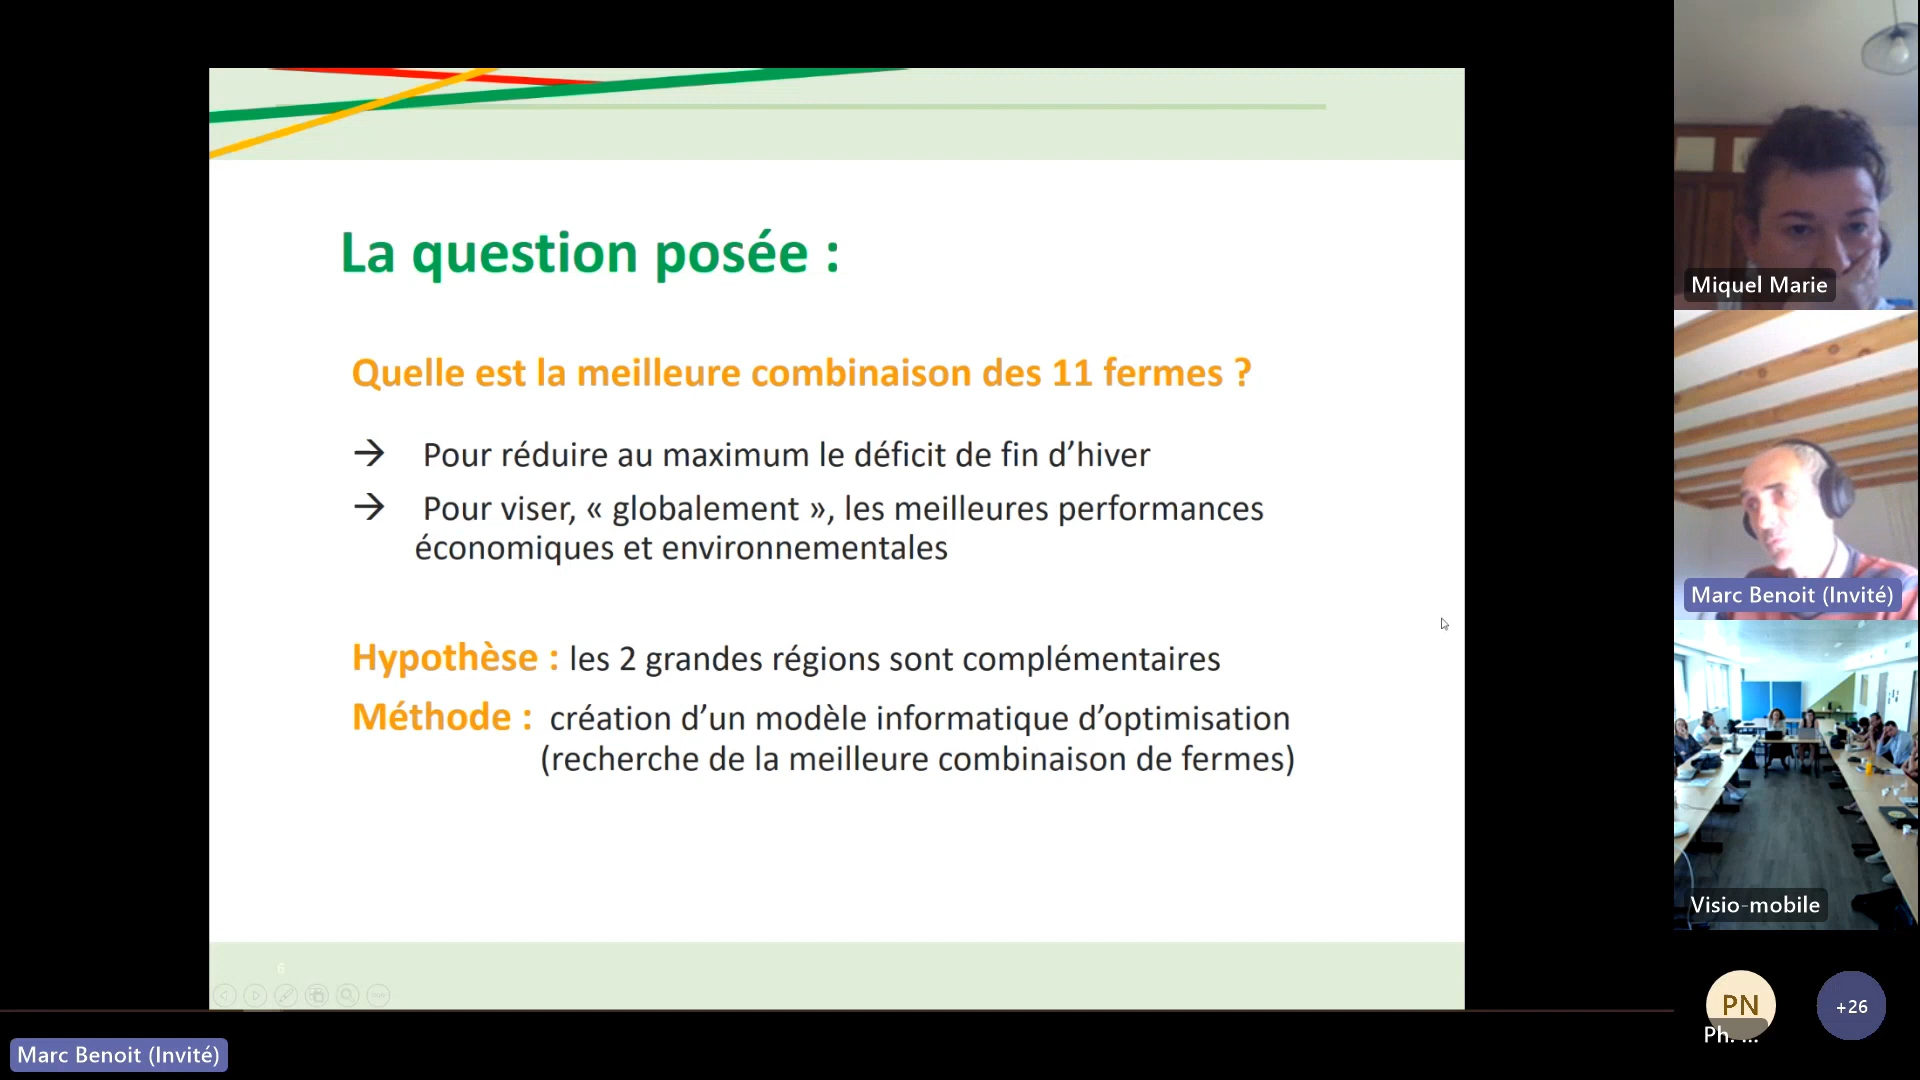 La question posée :
Quelle est la meilleure combinaison des 11 fermes ?
→ Pour réduire au maximum le déficit de fin d’hiver
→ Pour viser, « globalement », les meilleures performances
économiques et environnementales
Hypothèse : les 2 grandes régions sont complémentaires
Méthode : création d’un modèle informatique d’optimisation
(recherche de la meilleure combinaison de fermes)
6
Marc Benoit (Invité)
Miquel Marie
Marc Benoit (Invité)
Visio-mobile
PN
Ph. ...
+26